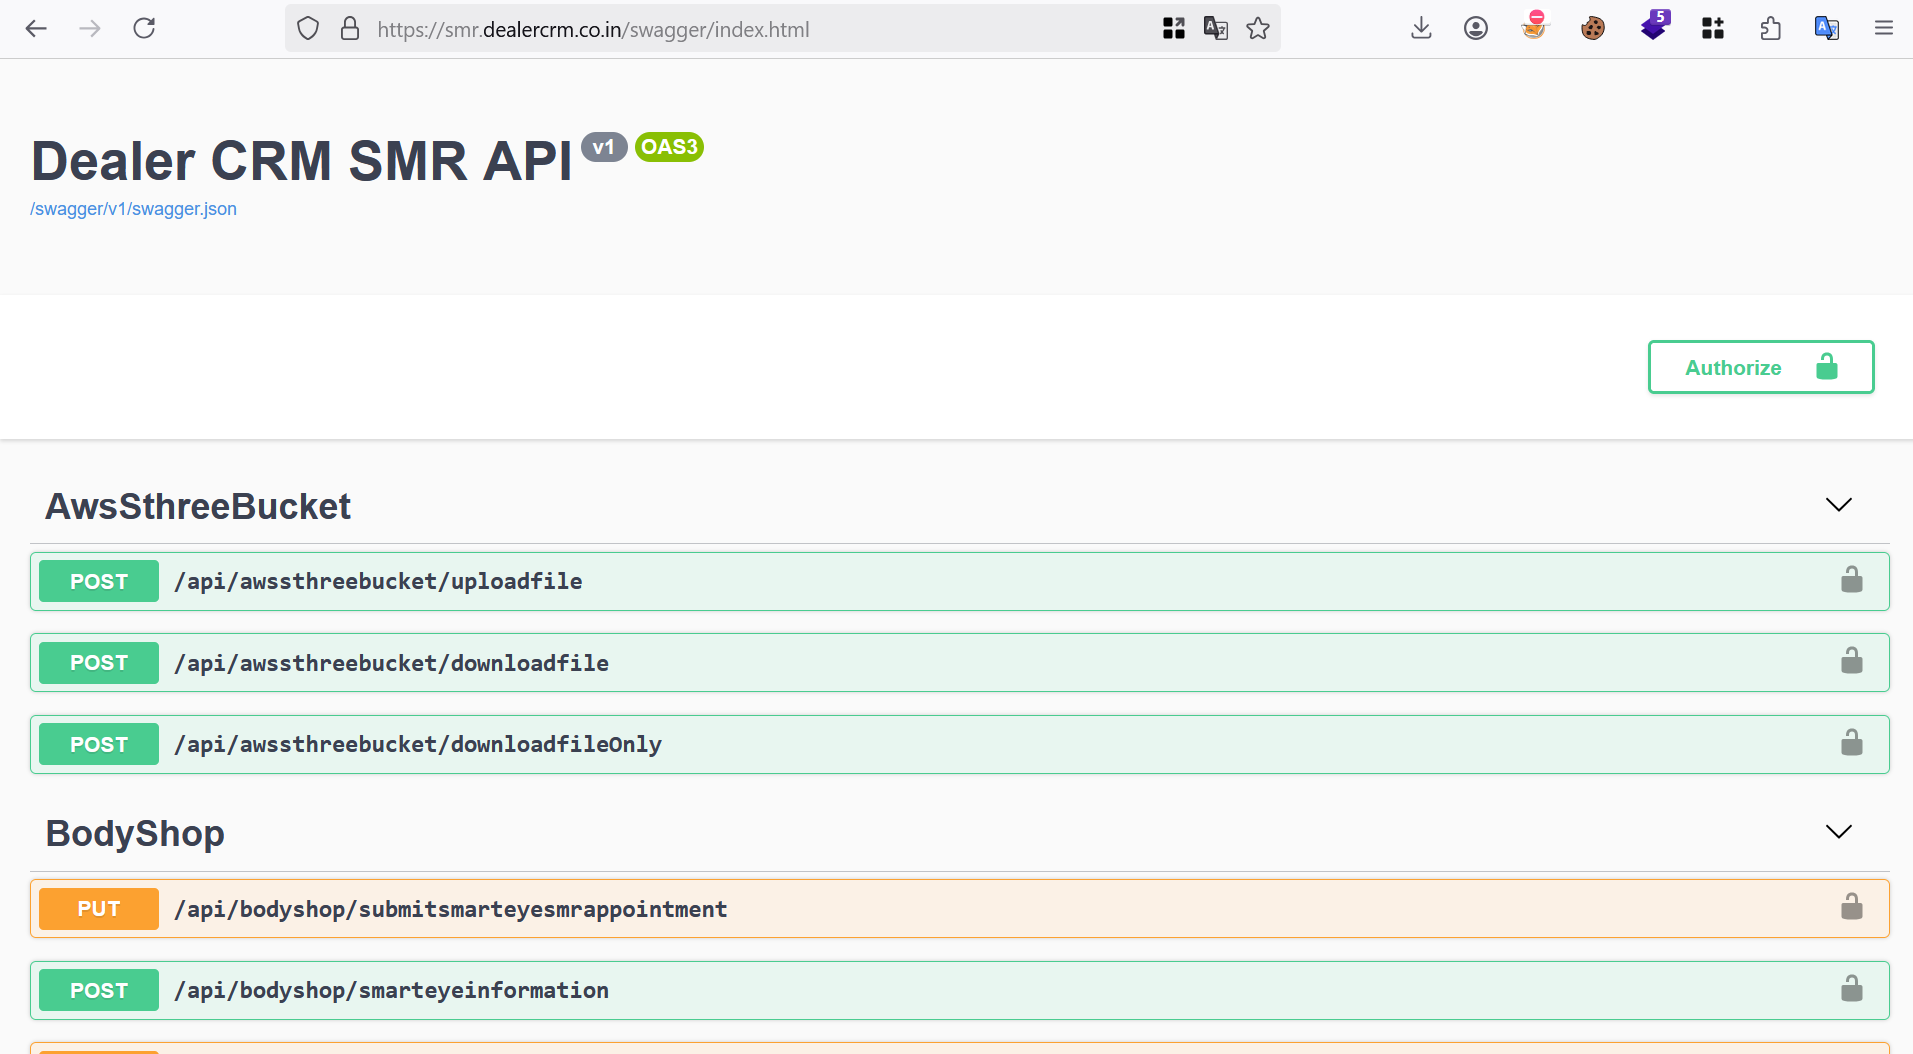 https://smr.dealercrm.co.in/swagger/index.html
5
Dealer CRM SMR API v1 OAS3
/swagger/v1/swagger.json
Authorize
AwsSthreeBucket
POST /api/awssthreebucket/uploadfile
POST /api/awssthreebucket/downloadfile
POST /api/awssthreebucket/downloadfileOnly
BodyShop
PUT /api/bodyshop/submitsmarteyesmrappointment
POST /api/bodyshop/smarteyeinformation